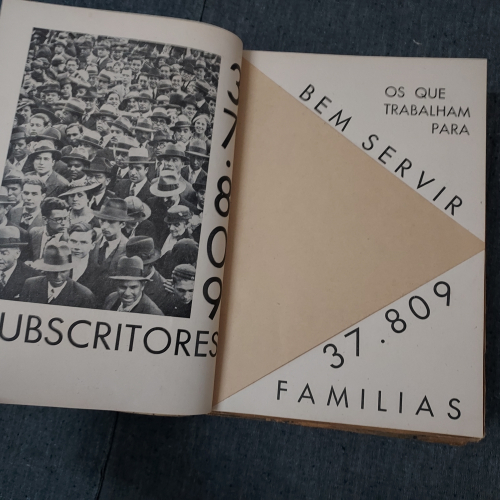 37.809
UBSCRITORES
OS QUE
TRABALHAM
PARA
BEM SERVIR
37.809
FAMILIAS